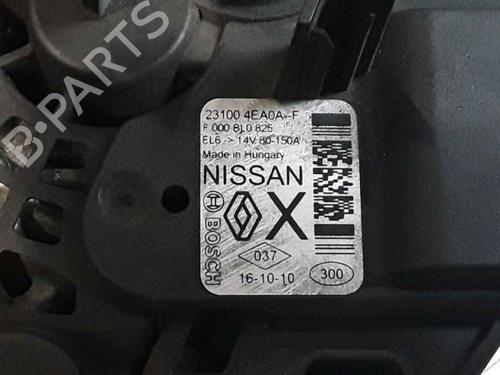 23100 4EA0A--F
F 000 BL0 825
EL6 -> 14V 80-150A
Made in Hungary
NISSAN
BOSCH
X
037
16-10-10
300
B-PARTS